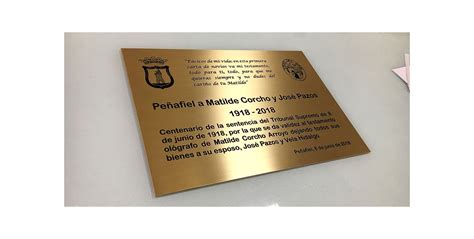 "Pacicos de mi vida: en esta primera
carta de novios va mi testamento,
todo para ti, todo, para que me
quieras siempre y no dudes del
cariño de tu Matilde"
Peñafiel a Matilde Corcho y José Pazos
1918 - 2018
Centenario de la sentencia del Tribunal Supremo de 8
de junio de 1918, por la que se da validez al testamento
ológrafo de Matilde Corcho Arroyo dejando todos sus
bienes a su esposo, José Pazos y Vela Hidalgo
Peñafiel, 8 de junio de 2018